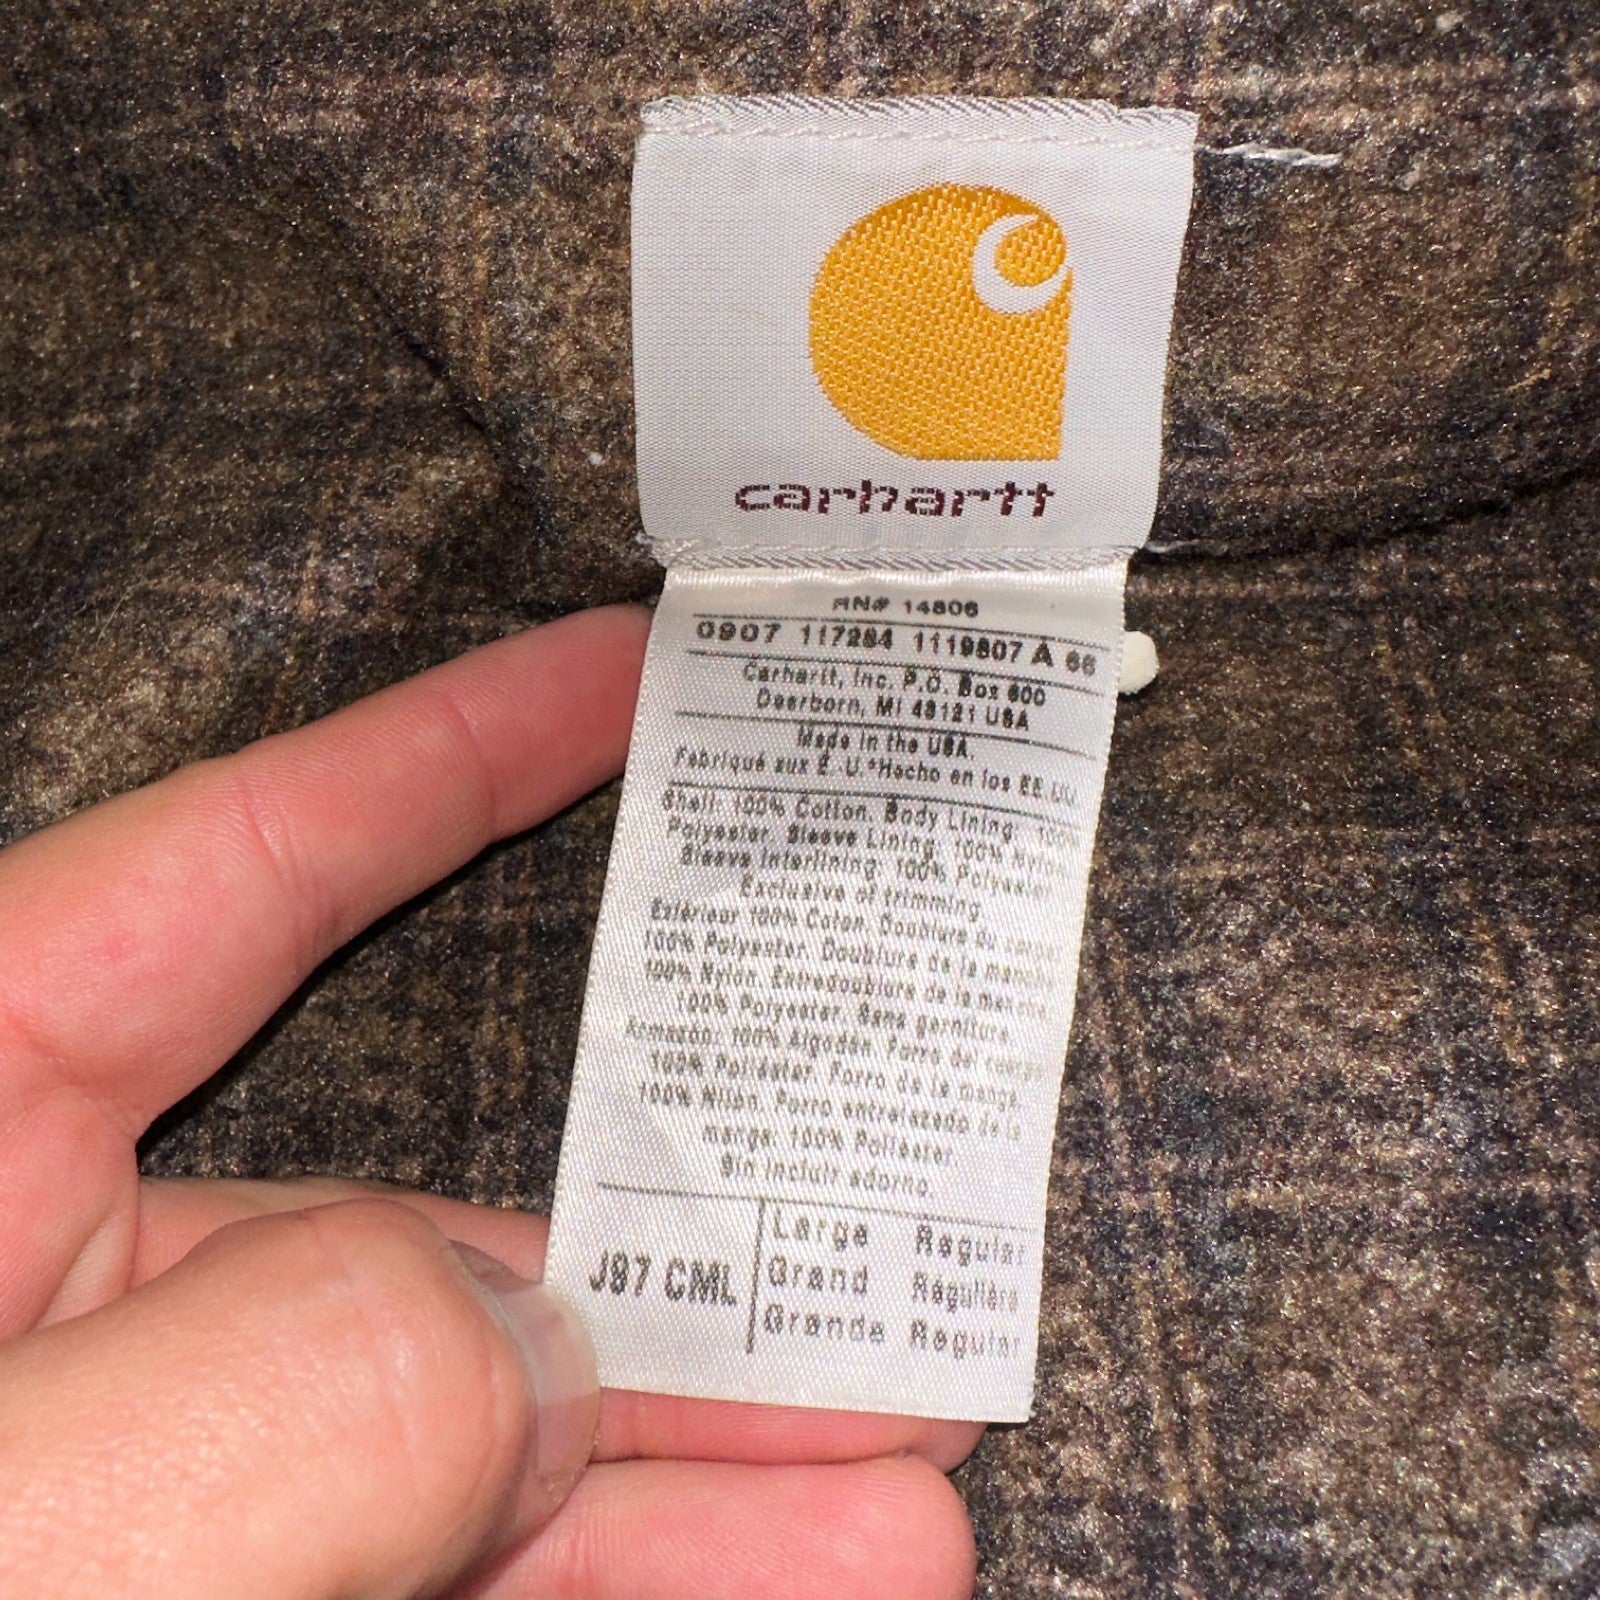 carhartt
RN# 14806
0907 117284 1119807 A 66
Carhartt, Inc. P.O. Box 600
Dearborn, MI 48121 USA
Made in the USA.
Fabriqué aux É.-U.*Hecho en los EE.UU.
Shell: 100% Cotton. Body Lining: 100%
Polyester. Sleeve Lining: 100% Nylon.
Sleeve Interlining: 100% Polyester
Exclusive of trimming.
Extérieur 100% Coton. Doublure du corps:
100% Polyester. Doublure de la manche
100% Nylon. Entredoublure de la manche:
100% Polyester. Sans garniture.
Armazón: 100% Algodón. Forro del cuerpo
100% Poliéster. Forro de la manga:
100% Nilón. Forro entrelazado de la
manga: 100% Poliéster.
Sin incluir adorno.
J97 CML
Large Regular
Grand Régulière
Grande Regular